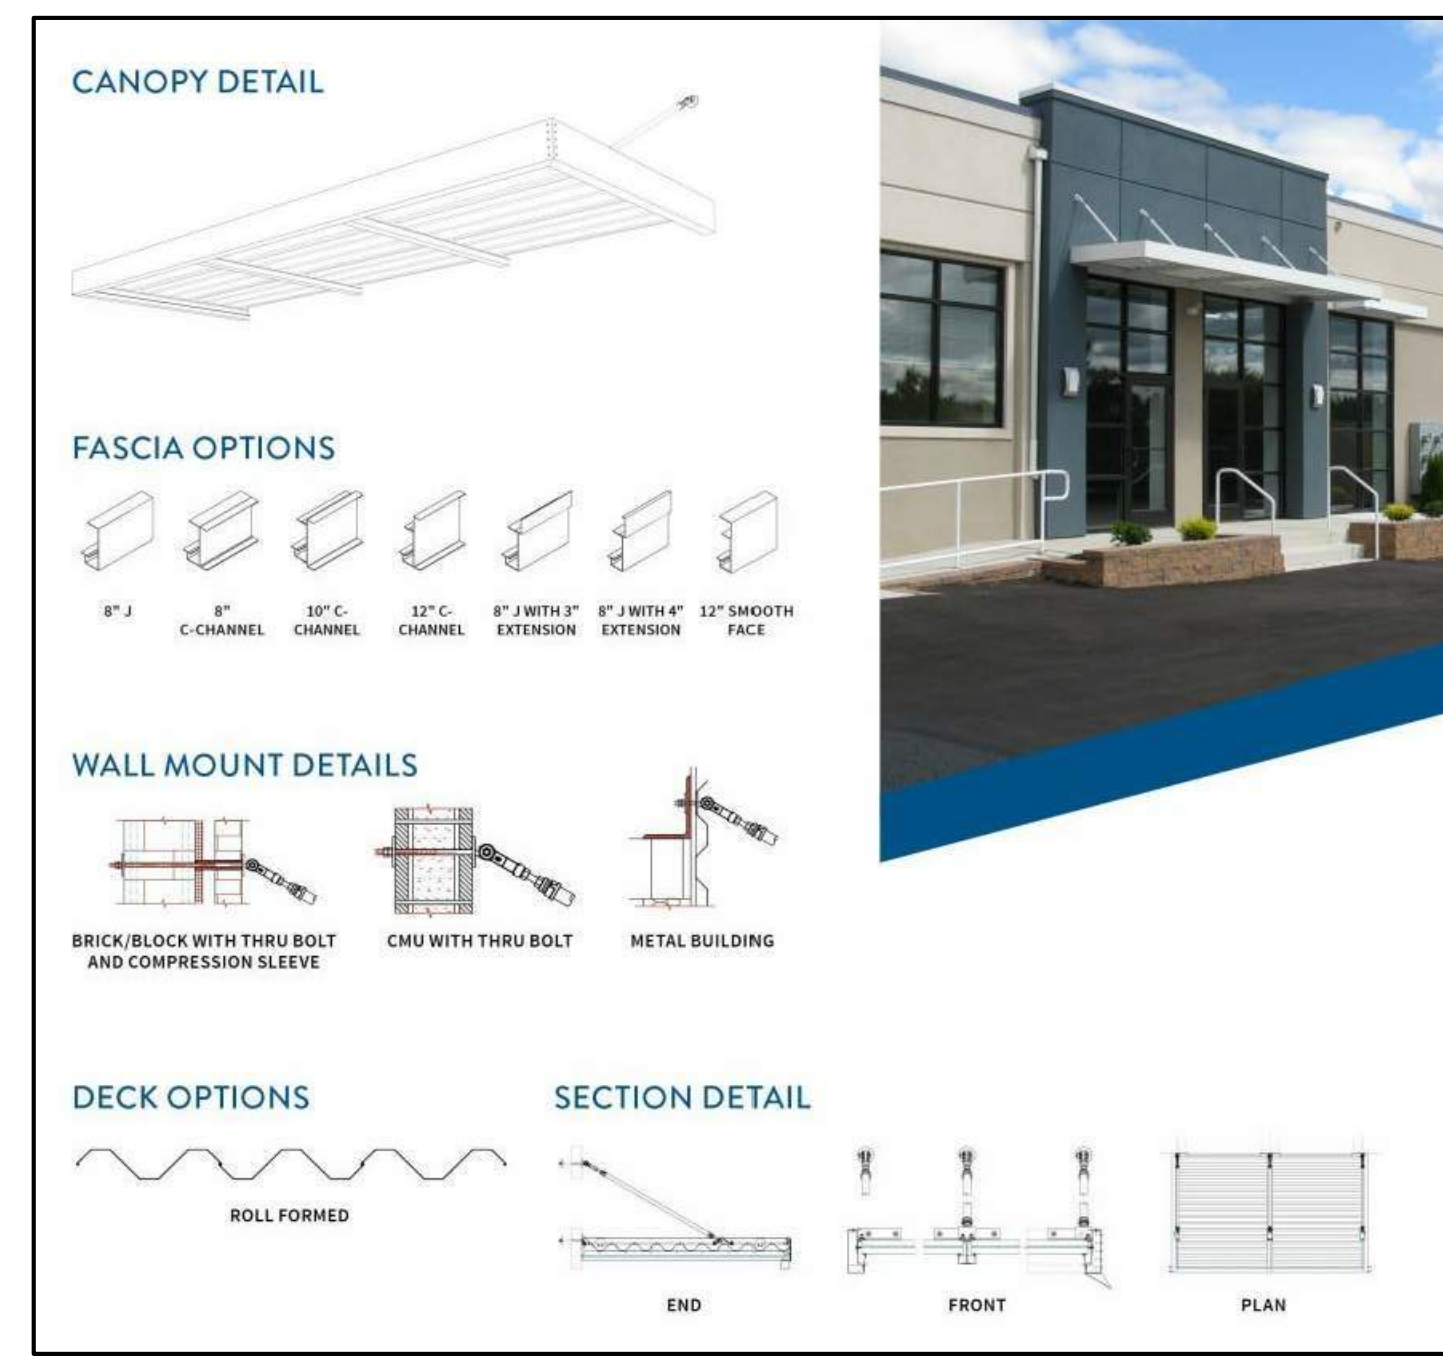 CANOPY DETAIL
FASCIA OPTIONS
8" J
8"
C-CHANNEL
10" C-
CHANNEL
12" C-
CHANNEL
8" J WITH 3"
EXTENSION
8" J WITH 4"
EXTENSION
12" SMOOTH
FACE
WALL MOUNT DETAILS
BRICK/BLOCK WITH THRU BOLT
AND COMPRESSION SLEEVE
CMU WITH THRU BOLT
METAL BUILDING
DECK OPTIONS
ROLL FORMED
SECTION DETAIL
END
FRONT
PLAN